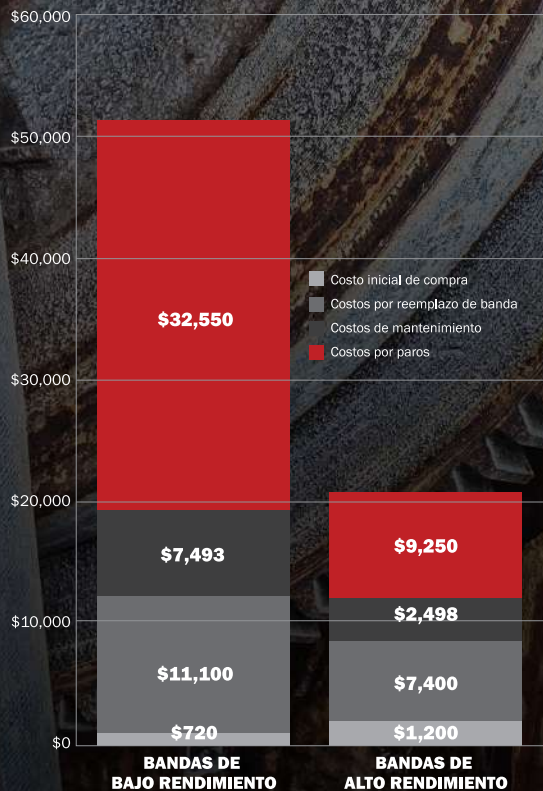 $60,000
$50,000
$40,000
$30,000
$20,000
$10,000
$0
$32,550
$7,493
$11,100
$720
Costo inicial de compra
Costos por reemplazo de banda
Costos de mantenimiento
Costos por paros
$9,250
$2,498
$7,400
$1,200
BANDAS DE
BAJO RENDIMIENTO
BANDAS DE
ALTO RENDIMIENTO